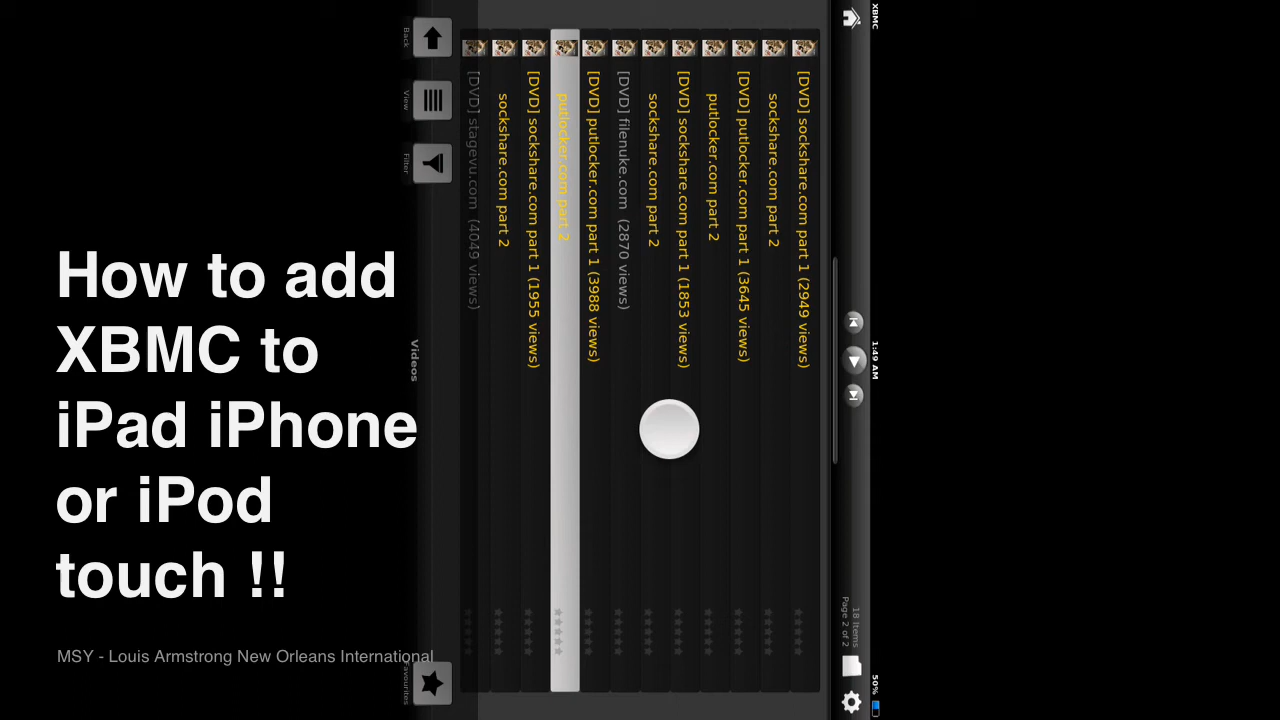 How to add
XBMC to
iPad iPhone
or iPod
touch !!
MSY - Louis Armstrong New Orleans International
XBMC
1:49 AM
50%
18 Items
Page 2 of 2
[DVD] sockshare.com part 1 (2949 views)
sockshare.com part 2
[DVD] putlocker.com part 1 (3645 views)
putlocker.com part 2
[DVD] sockshare.com part 1 (1853 views)
sockshare.com part 2
[DVD] filenuke.com (2870 views)
[DVD] putlocker.com part 1 (3988 views)
putlocker.com part 2
[DVD] sockshare.com part 1 (1955 views)
sockshare.com part 2
[DVD] stagevu.com (4049 views)
Back
View
Filter
Videos
Favourites